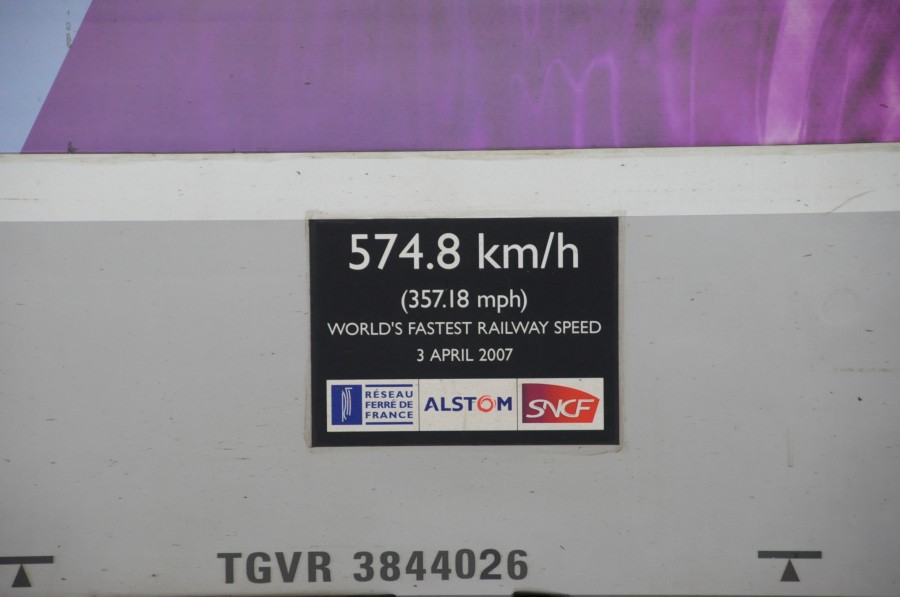 574.8 km/h
(357.18 mph)
WORLD'S FASTEST RAILWAY SPEED
3 APRIL 2007
RÉSEAU
FERRÉ DE
FRANCE
ALSTOM
SNCF
TGVR 3844026